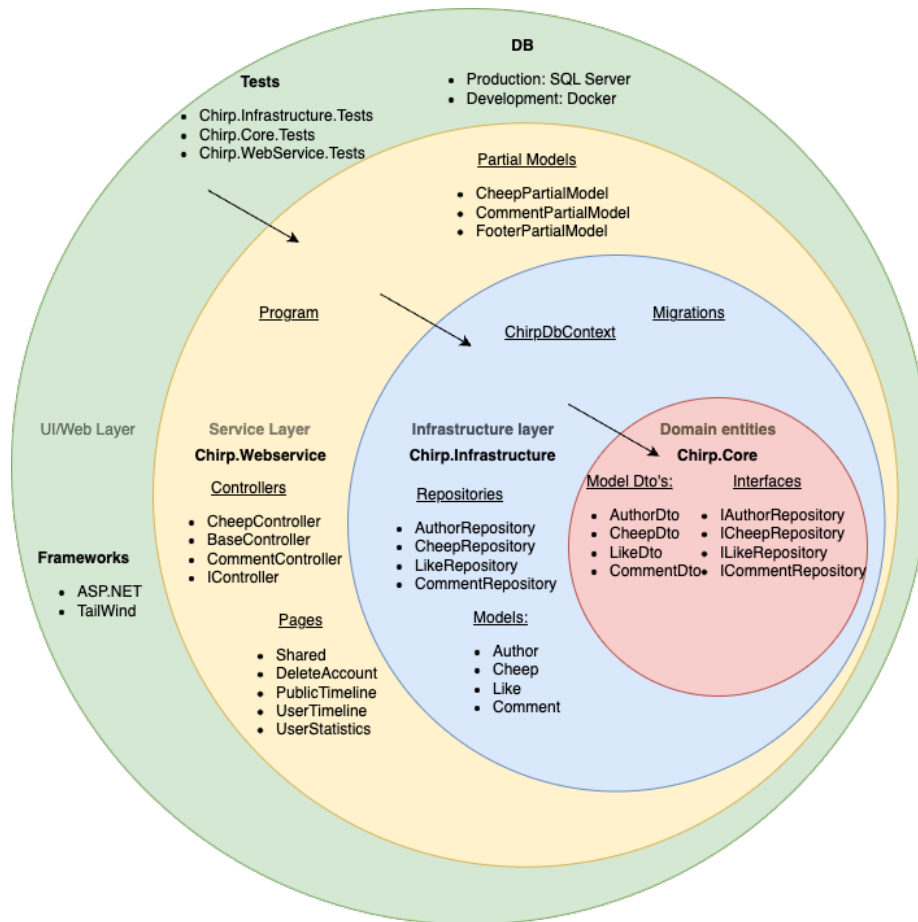 DB
• Production: SQL Server
• Development: Docker
Tests
• Chirp.Infrastructure.Tests
• Chirp.Core.Tests
• Chirp.WebService.Tests
Partial Models
• CheepPartialModel
• CommentPartialModel
• FooterPartialModel
Program
ChirpDbContext
Migrations
UI/Web Layer
Frameworks
• ASP.NET
• TailWind
Service Layer
Chirp.Webservice
Controllers
• CheepController
• BaseController
• CommentController
• IController
Pages
• Shared
• DeleteAccount
• PublicTimeline
• UserTimeline
• UserStatistics
Infrastructure layer
Chirp.Infrastructure
Repositories
• AuthorRepository
• CheepRepository
• LikeRepository
• CommentRepository
Models:
• Author
• Cheep
• Like
• Comment
Domain entities
Chirp.Core
Model Dto's:
• AuthorDto
• CheepDto
• LikeDto
• CommentDto
Interfaces
• IAuthorRepository
• ICheepRepository
• ILikeRepository
• ICommentRepository